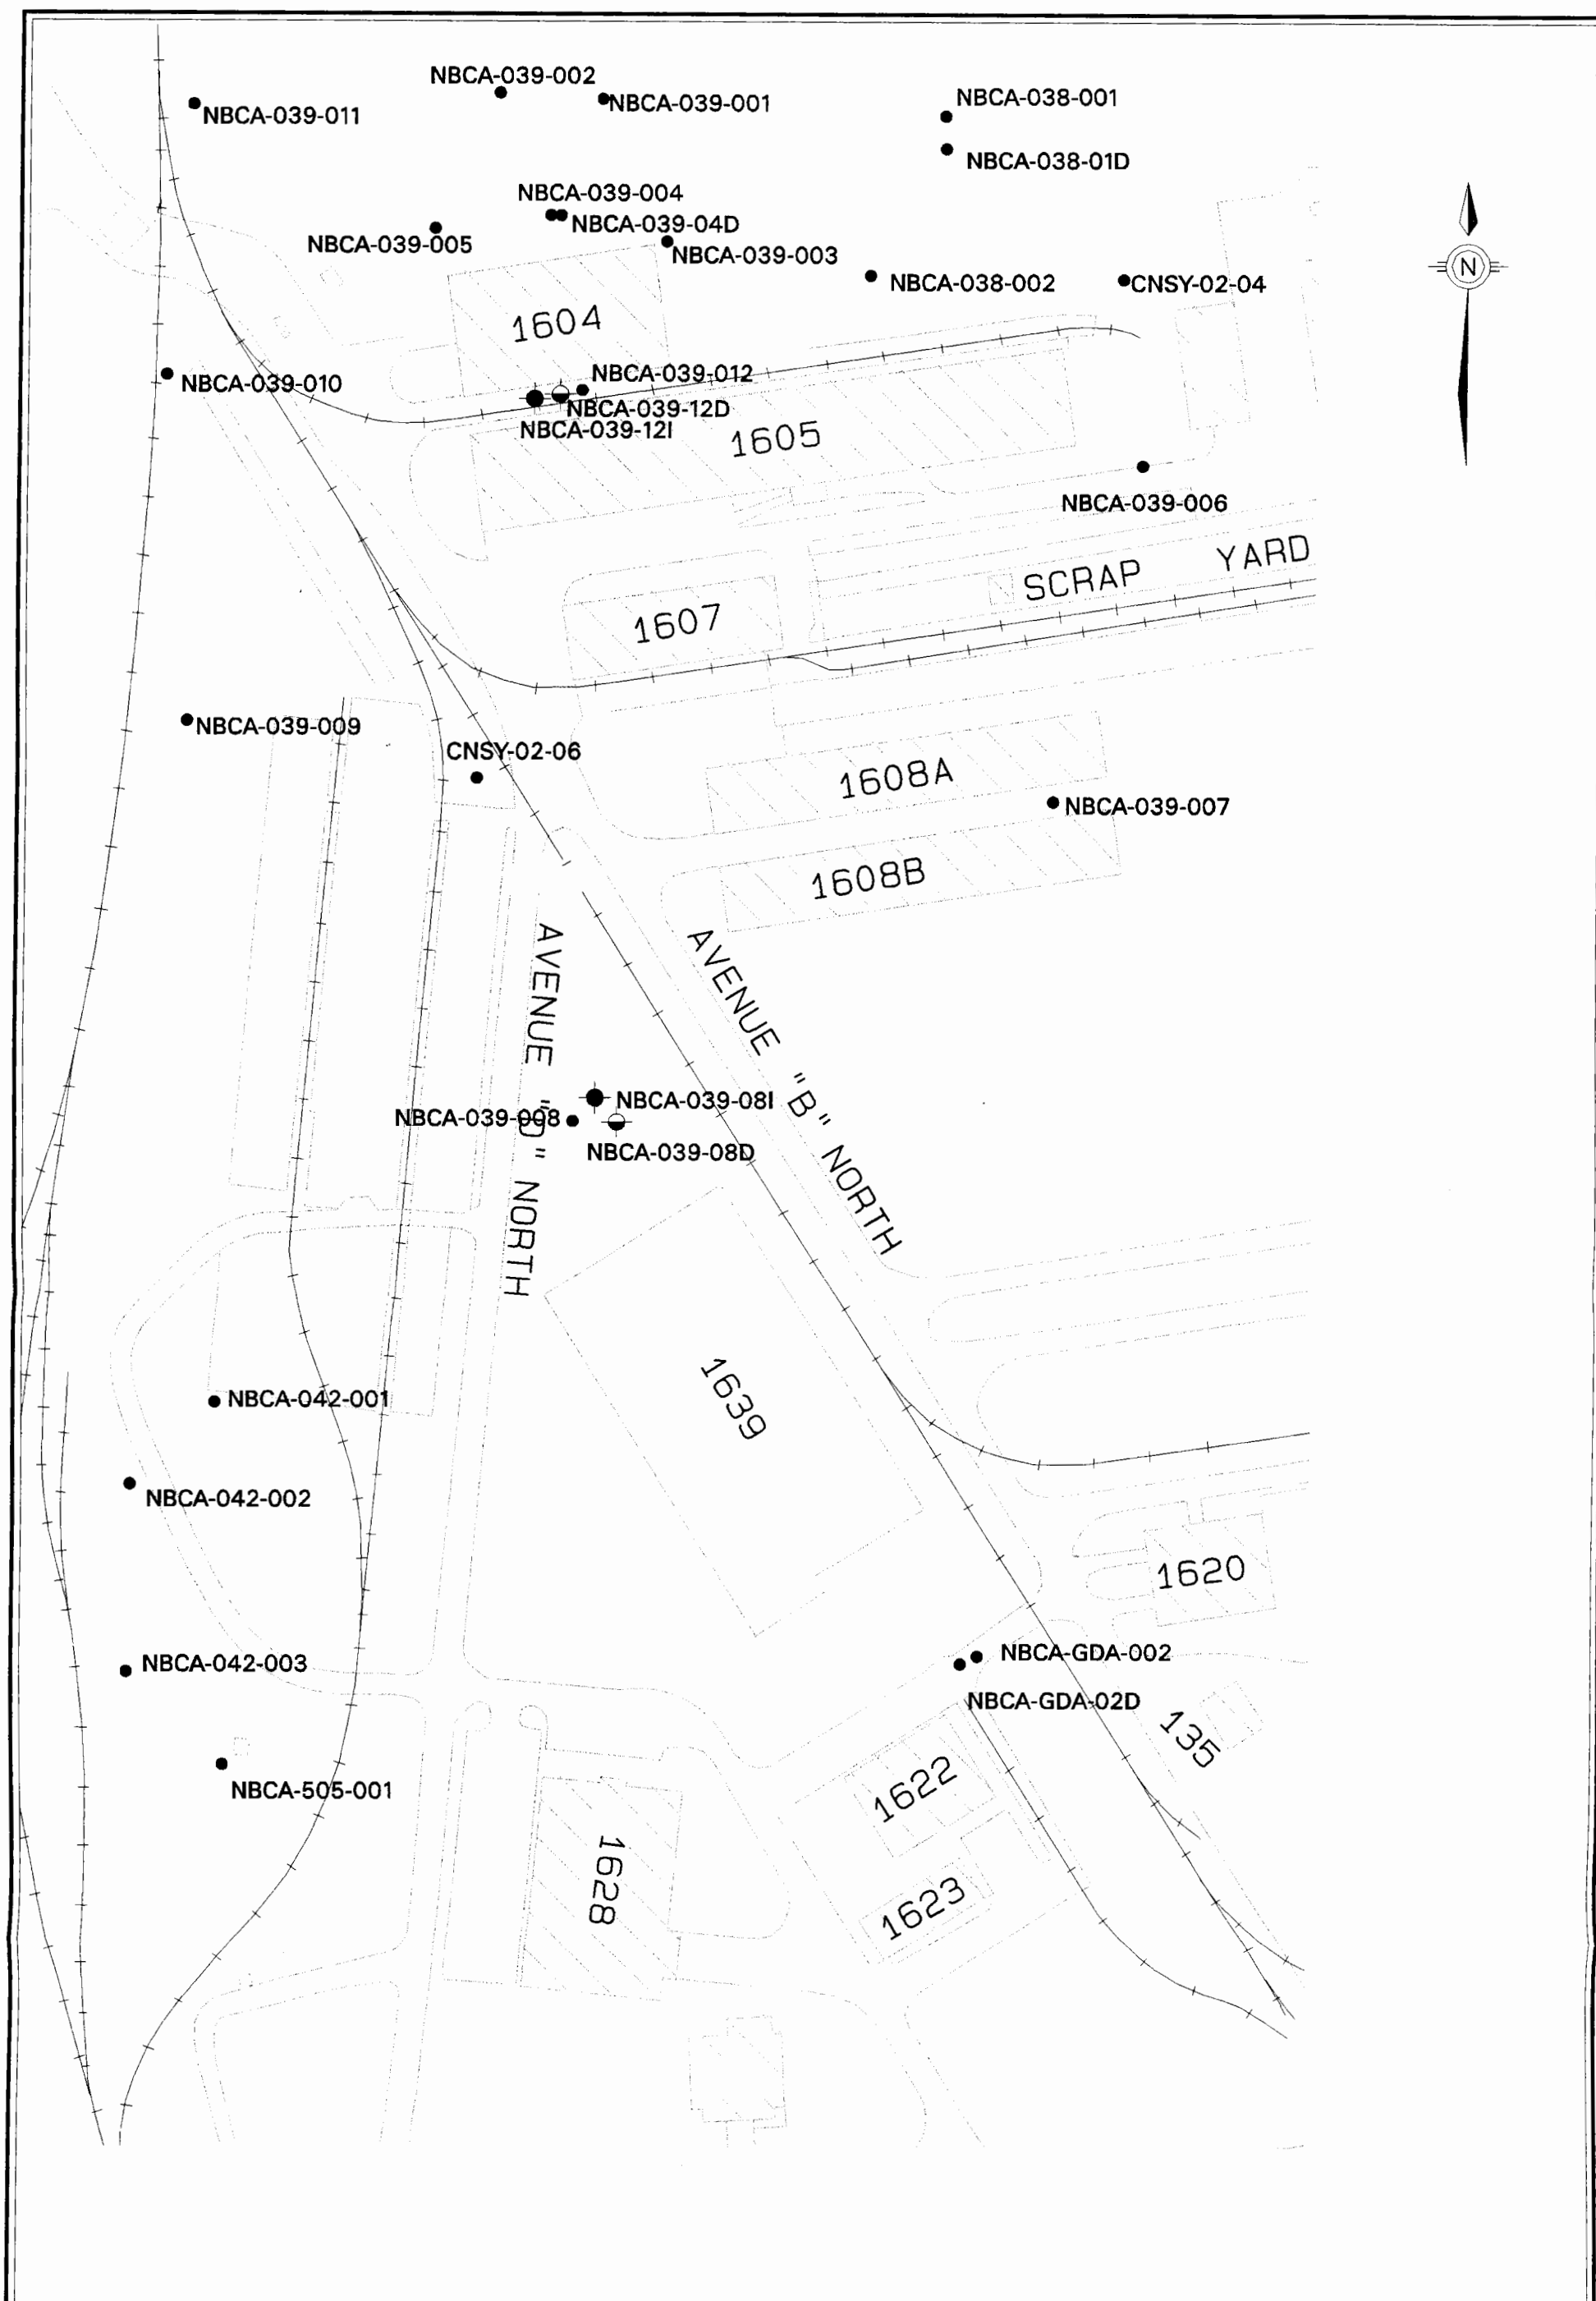 NBCA-039-002
NBCA-039-001
NBCA-038-001
NBCA-039-011
NBCA-038-01D
NBCA-039-004
NBCA-039-04D
NBCA-039-005
NBCA-039-003
N
NBCA-038-002
CNSY-02-04
1604
NBCA-039-012
NBCA-039-010
NBCA-039-12D
NBCA-039-12I
1605
NBCA-039-006
SCRAP YARD
1607
NBCA-039-009
CNSY-02-06
1608A
NBCA-039-007
1608B
AVENUE "D" NORTH
AVENUE "B" NORTH
NBCA-039-08I
NBCA-039-008
NBCA-039-08D
1639
NBCA-042-001
NBCA-042-002
1620
NBCA-042-003
NBCA-GDA-002
NBCA-GDA-02D
135
NBCA-505-001
1622
1628
1623